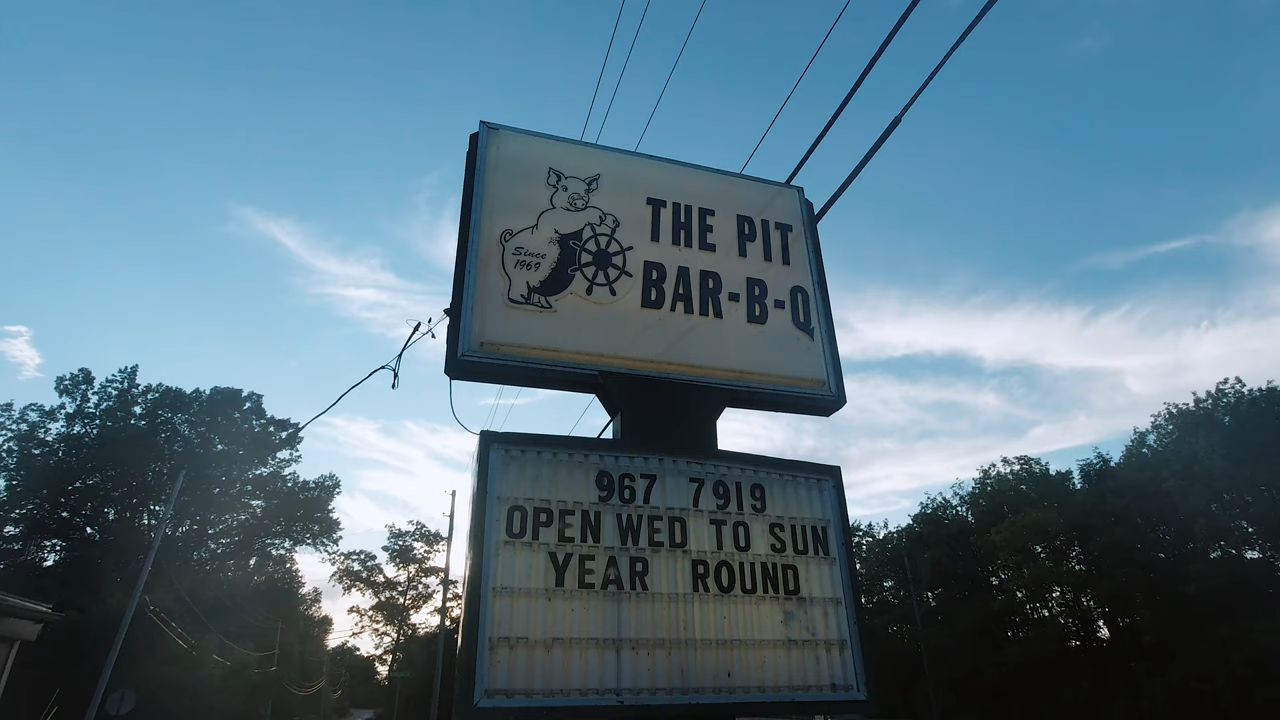 Since
1969
THE PIT
BAR-B-Q
967 7919
OPEN WED TO SUN
YEAR ROUND